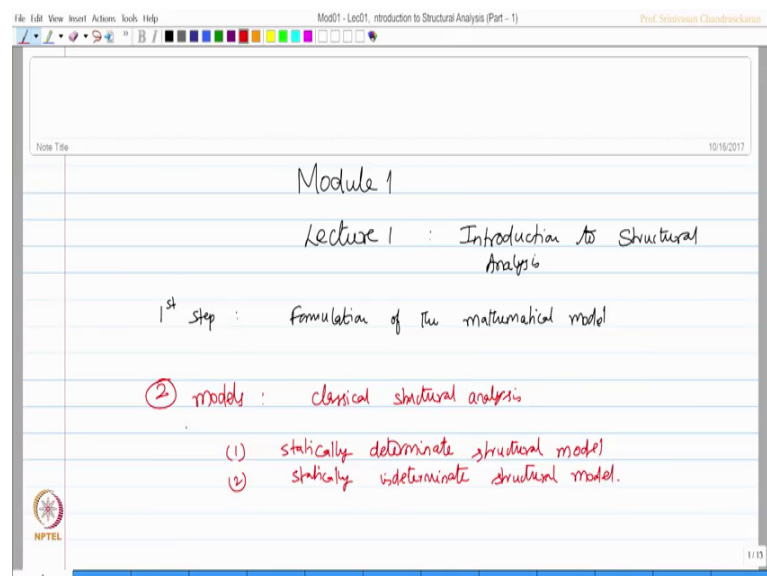 File Edit View Insert Actions Tools Help
Mod01 - Lec01, ntroduction to Structural Analysis (Part – 1)
Prof. Srinivasan Chandrasekaran
B I
Note Title
10/16/2017
Module 1
Lecture 1 : Introduction to Structural
Analysis
1st step : Formulation of the mathematical model
2 models : classical structural analysis
(1) statically determinate structural model
(2) statically indeterminate structural model.
NPTEL
1 / 13